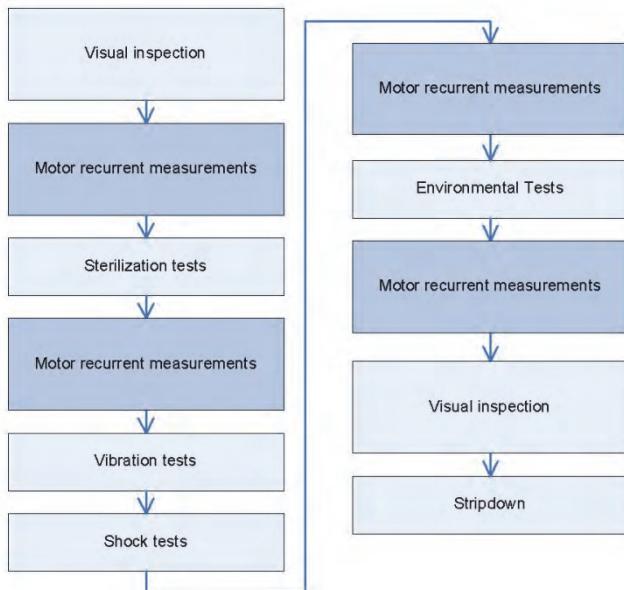 Visual inspection
Motor recurrent measurements
Sterilization tests
Motor recurrent measurements
Vibration tests
Shock tests
Motor recurrent measurements
Environmental Tests
Motor recurrent measurements
Visual inspection
Stripdown